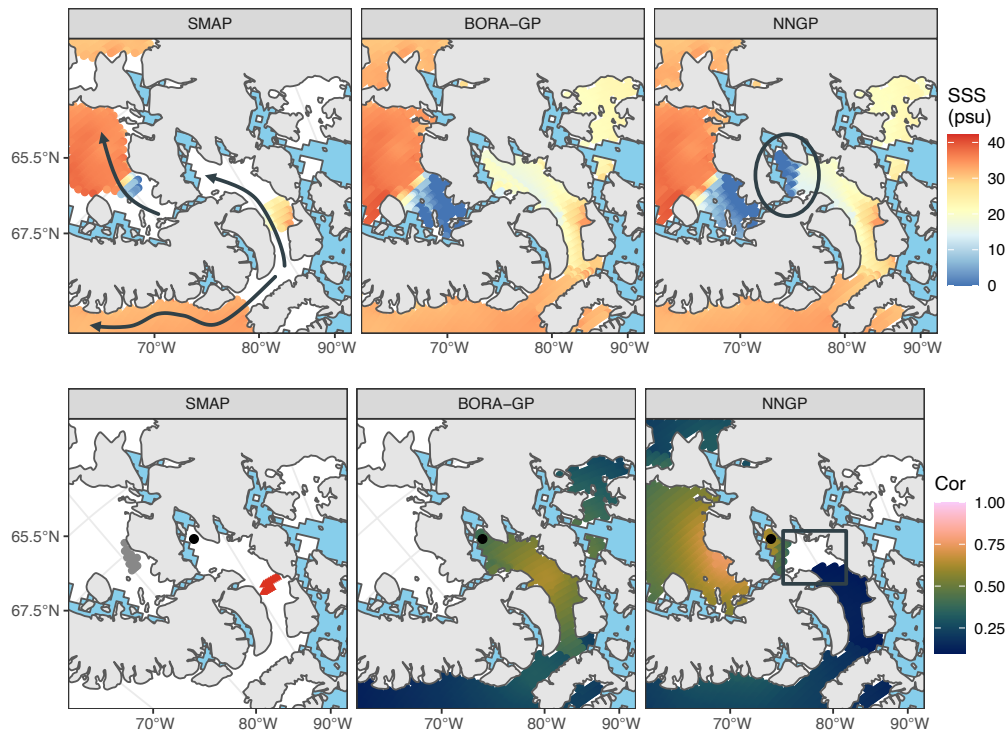 SMAP BORA-GP NNGP
SSS
(psu)
40
30
20
10
0
65.5°N
67.5°N
70°W 80°W 90°W 70°W 80°W 90°W 70°W 80°W 90°W
SMAP BORA-GP NNGP
Cor
1.00
0.75
0.50
0.25
65.5°N
67.5°N
70°W 80°W 90°W 70°W 80°W 90°W 70°W 80°W 90°W